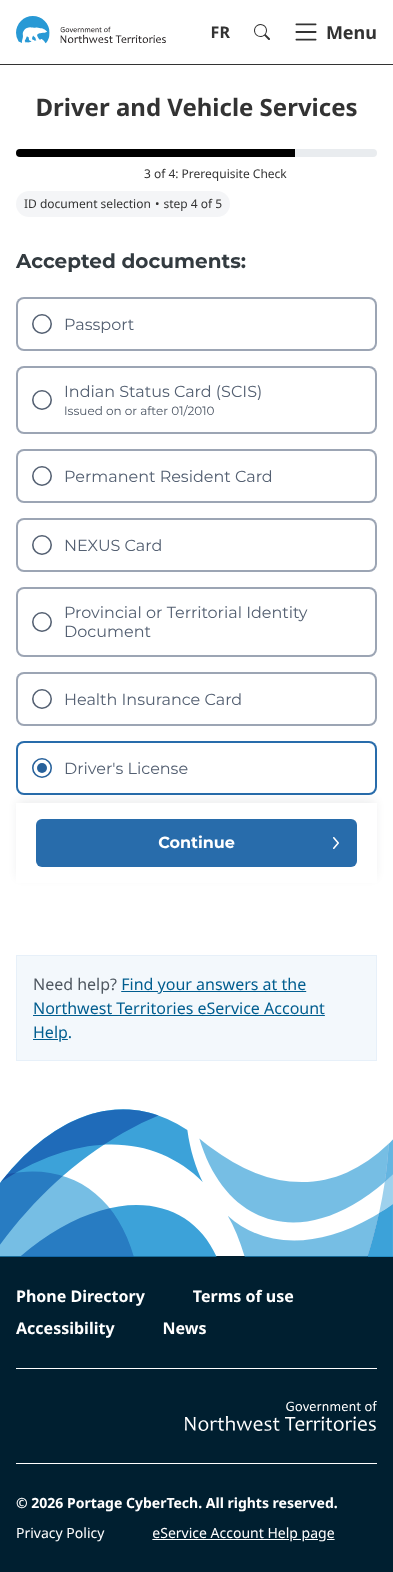 Government of
Northwest Territories
FR
Menu
Driver and Vehicle Services
3 of 4: Prerequisite Check
ID document selection • step 4 of 5
Accepted documents:
Passport
Indian Status Card (SCIS)
Issued on or after 01/2010
Permanent Resident Card
NEXUS Card
Provincial or Territorial Identity
Document
Health Insurance Card
Driver's License
Continue
Need help? Find your answers at the
Northwest Territories eService Account
Help.
Phone Directory
Terms of use
Accessibility
News
Government of
Northwest Territories
© 2026 Portage CyberTech. All rights reserved.
Privacy Policy
eService Account Help page